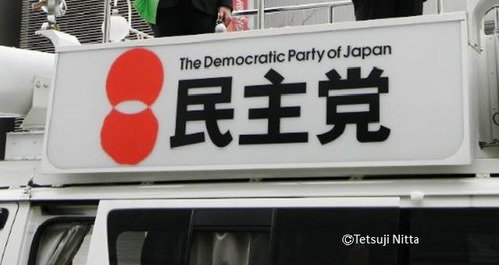 The Democratic Party of Japan
民主党
©Tetsuji Nitta